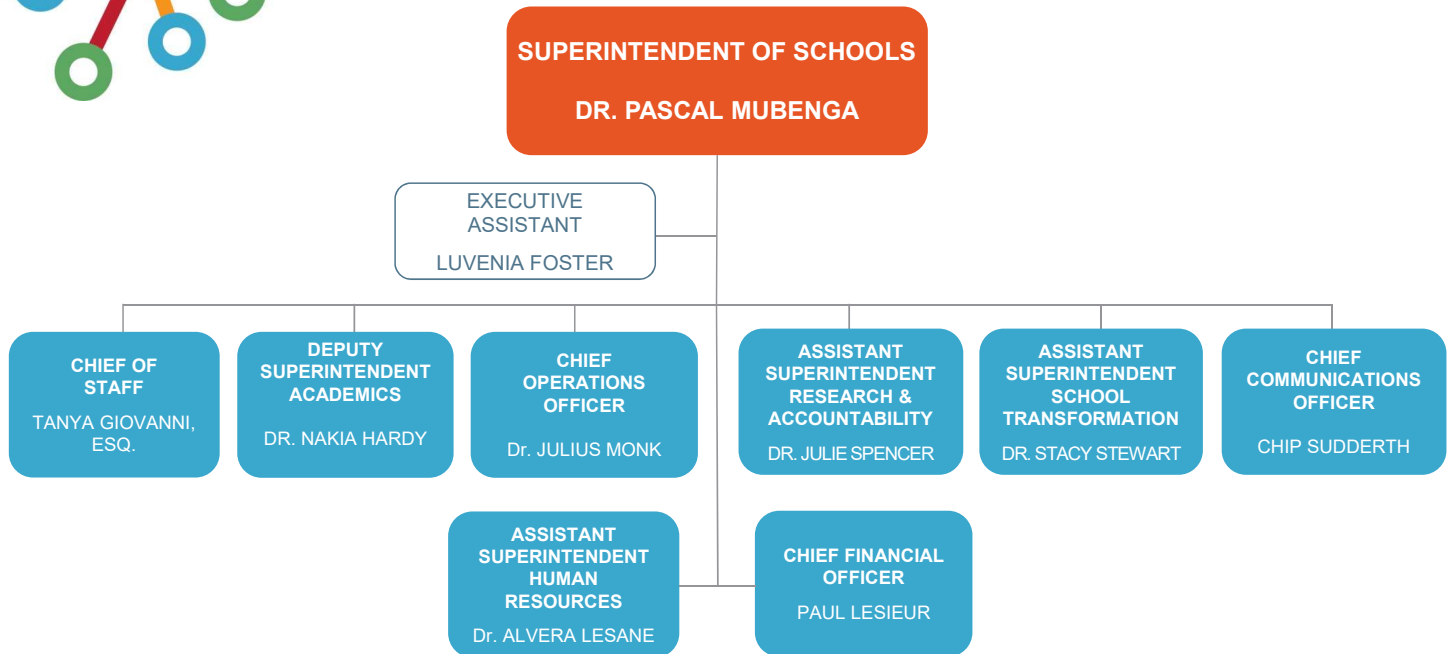 SUPERINTENDENT OF SCHOOLS
DR. PASCAL MUBENGA
EXECUTIVE
ASSISTANT
LUVENIA FOSTER
CHIEF OF
STAFF
TANYA GIOVANNI,
ESQ.
DEPUTY
SUPERINTENDENT
ACADEMICS
DR. NAKIA HARDY
CHIEF
OPERATIONS
OFFICER
Dr. JULIUS MONK
ASSISTANT
SUPERINTENDENT
RESEARCH &
ACCOUNTABILITY
DR. JULIE SPENCER
ASSISTANT
SUPERINTENDENT
SCHOOL
TRANSFORMATION
DR. STACY STEWART
CHIEF
COMMUNICATIONS
OFFICER
CHIP SUDDERTH
ASSISTANT
SUPERINTENDENT
HUMAN
RESOURCES
Dr. ALVERA LESANE
CHIEF FINANCIAL
OFFICER
PAUL LESIEUR